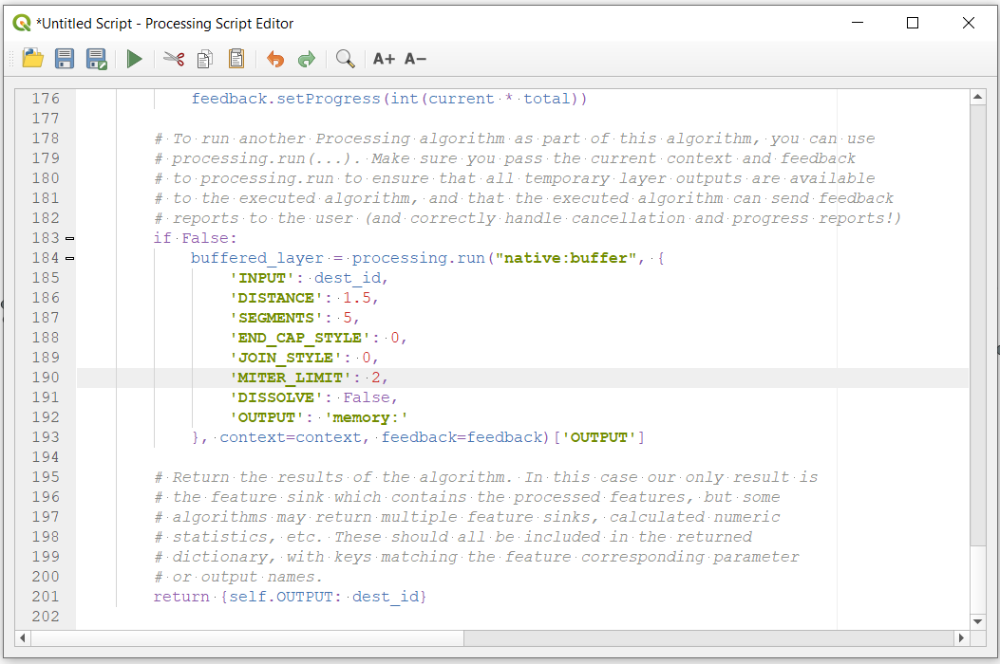 *Untitled Script - Processing Script Editor
A+ A−
176 feedback.setProgress(int(current * total))
177
178 # To run another Processing algorithm as part of this algorithm, you can use
179 # processing.run(...). Make sure you pass the current context and feedback
180 # to processing.run to ensure that all temporary layer outputs are available
181 # to the executed algorithm, and that the executed algorithm can send feedback
182 # reports to the user (and correctly handle cancellation and progress reports!)
183 if False:
184 buffered_layer = processing.run("native:buffer", {
185 'INPUT': dest_id,
186 'DISTANCE': 1.5,
187 'SEGMENTS': 5,
188 'END_CAP_STYLE': 0,
189 'JOIN_STYLE': 0,
190 'MITER_LIMIT': 2,
191 'DISSOLVE': False,
192 'OUTPUT': 'memory:'
193 }, context=context, feedback=feedback)['OUTPUT']
194
195 # Return the results of the algorithm. In this case our only result is
196 # the feature sink which contains the processed features, but some
197 # algorithms may return multiple feature sinks, calculated numeric
198 # statistics, etc. These should all be included in the returned
199 # dictionary, with keys matching the feature corresponding parameter
200 # or output names.
201 return {self.OUTPUT: dest_id}
202